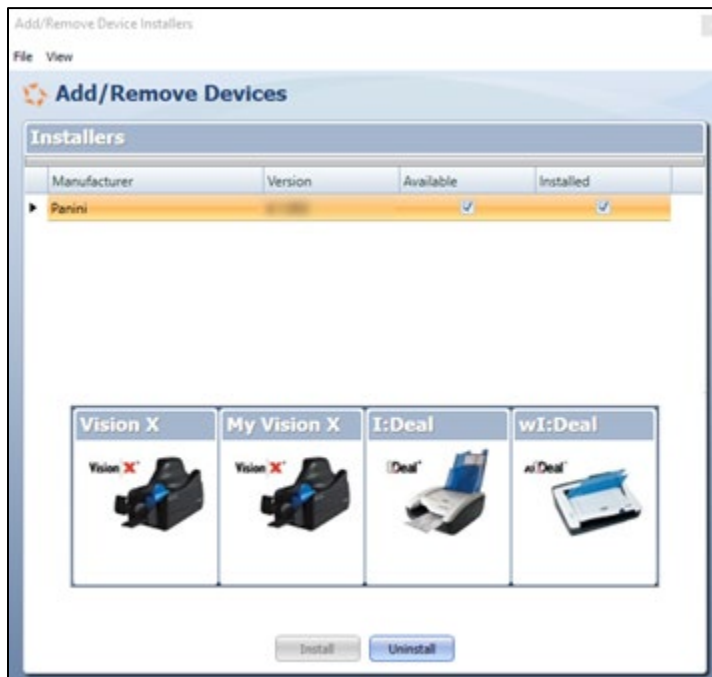 Add/Remove Device Installers
File View
Add/Remove Devices
Installers
Manufacturer Version Available Installed
Panini
Vision X My Vision X I:Deal wI:Deal
Vision X Vision X I:Deal wI:Deal
Install Uninstall